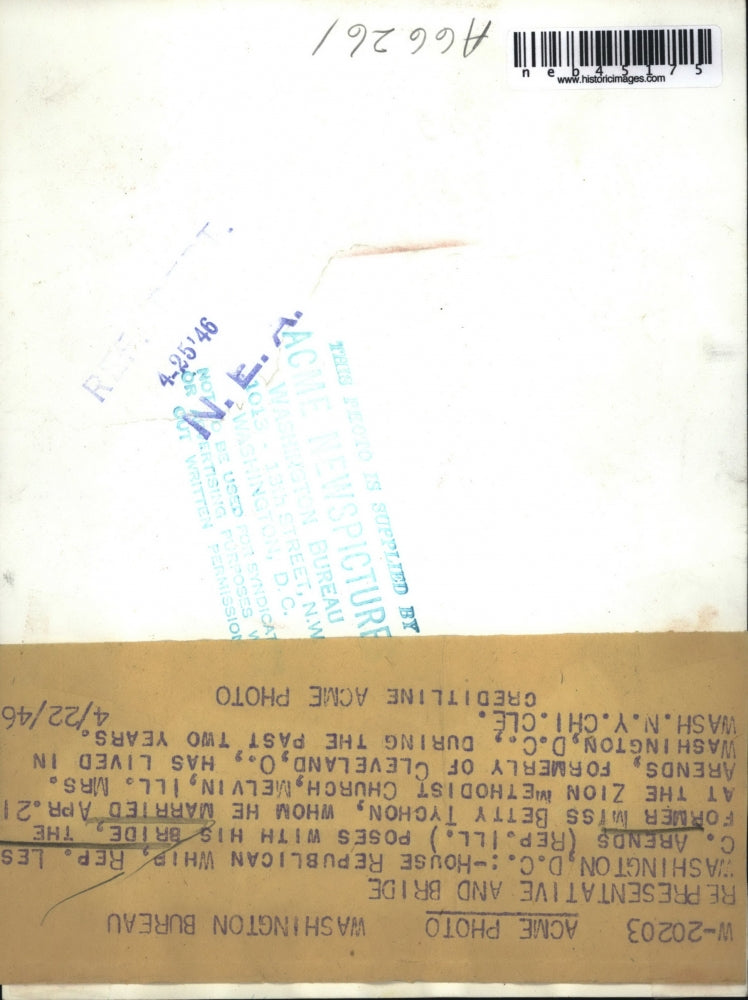 A66261
neb45175
www.historicimages.com
4-25'46
N. E. A.
THIS PHOTO IS SUPPLIED BY
ACME NEWSPICTURE
WASHINGTON BUREAU
1013 - 13th STREET, N.W.
WASHINGTON, D. C.
NOT TO BE USED FOR SYNDICAT
ADVERTISING PURPOSES W
OR OUT WRITTEN PERMISSION
W-20203 ACME PHOTO WASHINGTON BUREAU
REPRESENTATIVE AND BRIDE
WASHINGTON, D.C.:-HOUSE REPUBLICAN WHIP, REP. LES
C. ARENDS (REP.ILL.) POSES WITH HIS BRIDE, THE
FORMER MISS BETTY TYCHON, WHOM HE MARRIED APR.21
AT THE ZION METHODIST CHURCH, MELVIN, ILL. MRS.
ARENDS, FORMERLY OF CLEVELAND, O., HAS LIVED IN
WASHINGTON, D.C., DURING THE PAST TWO YEARS.
WASH.N.Y.CHI.CLE. 4/22/46
CREDITLINE ACME PHOTO